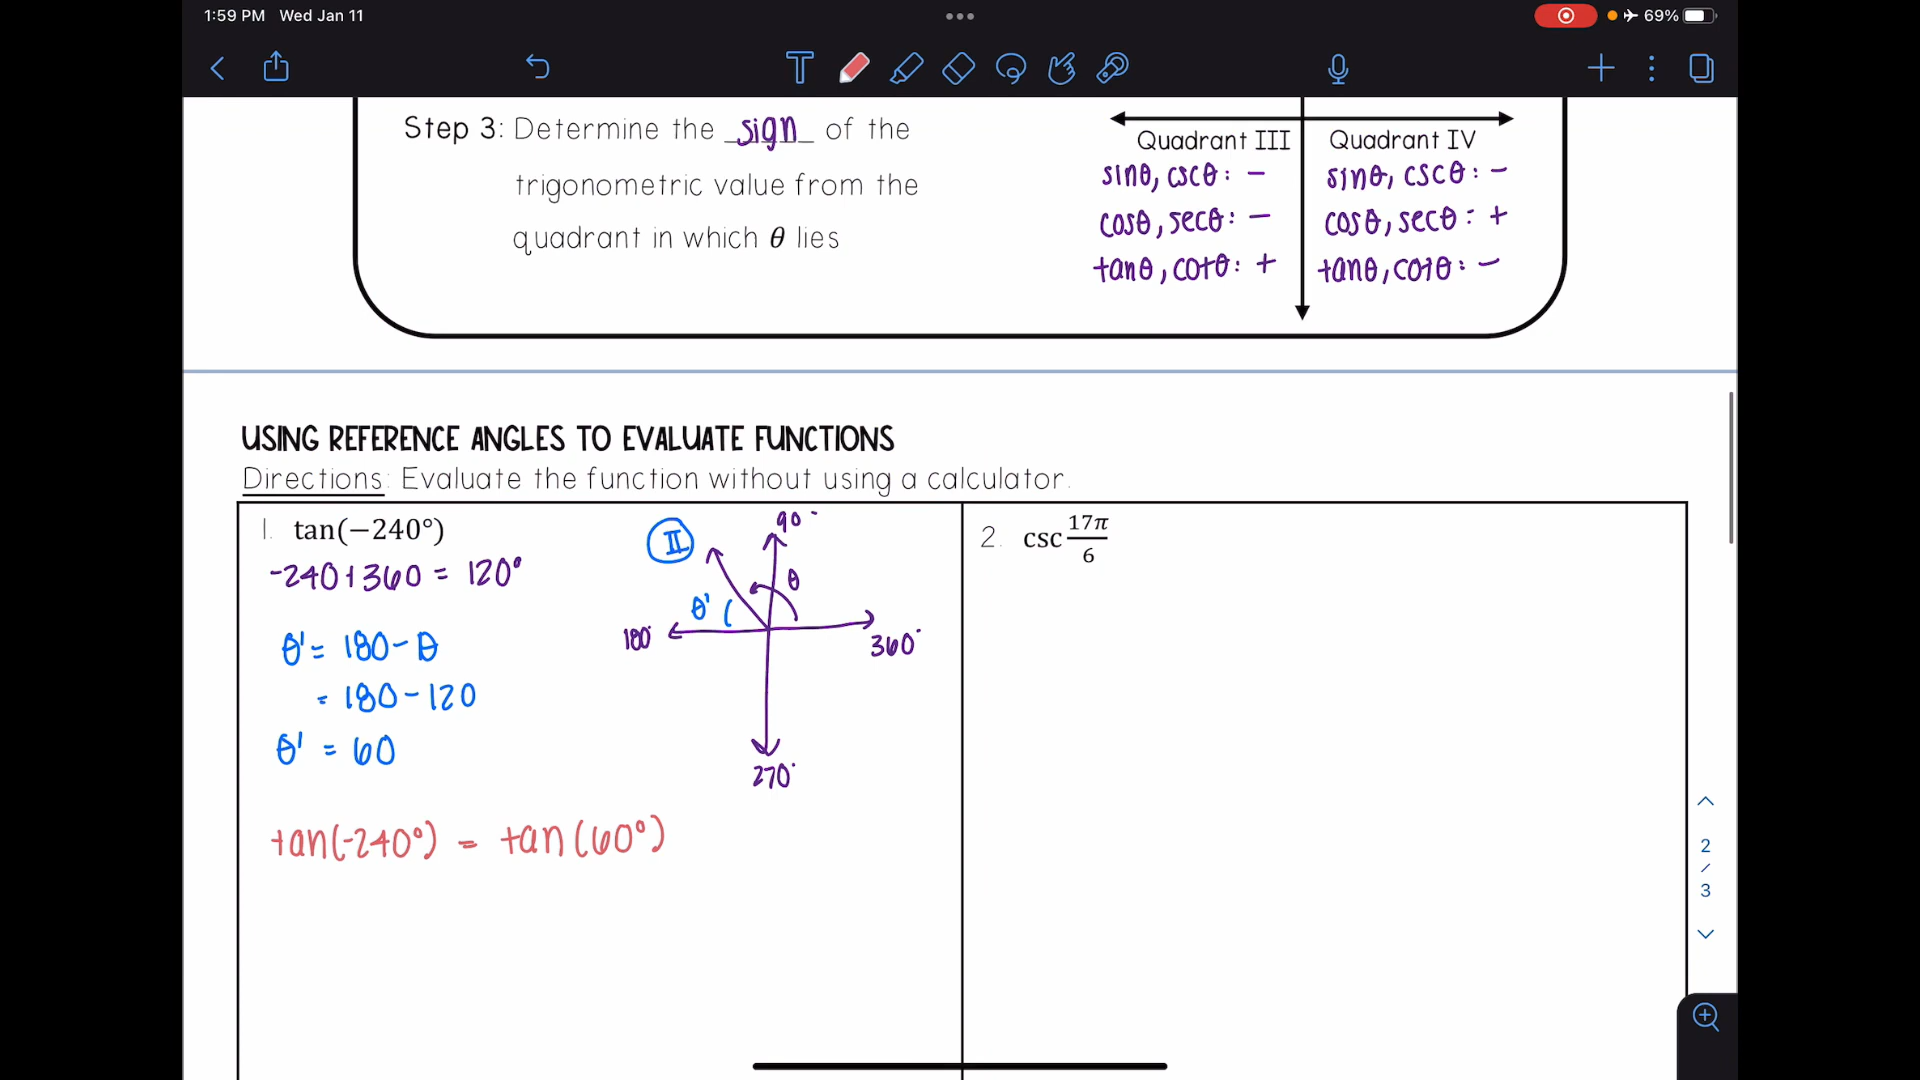 1:59 PM Wed Jan 11
69%
Step 3: Determine the sign of the
trigonometric value from the
quadrant in which θ lies
Quadrant III
sinθ, cscθ: −
cosθ, secθ: −
tanθ, cotθ: +
Quadrant IV
sinθ, cscθ: −
cosθ, secθ: +
tanθ, cotθ: −
USING REFERENCE ANGLES TO EVALUATE FUNCTIONS
Directions: Evaluate the function without using a calculator.
1. tan(−240°)
-240+360 = 120°
θ' = 180 − θ
= 180 − 120
θ' = 60
tan(-240°) = tan(60°)
II
90°
θ
θ'
180°
360°
270°
2. csc 17π/6
2
/
3